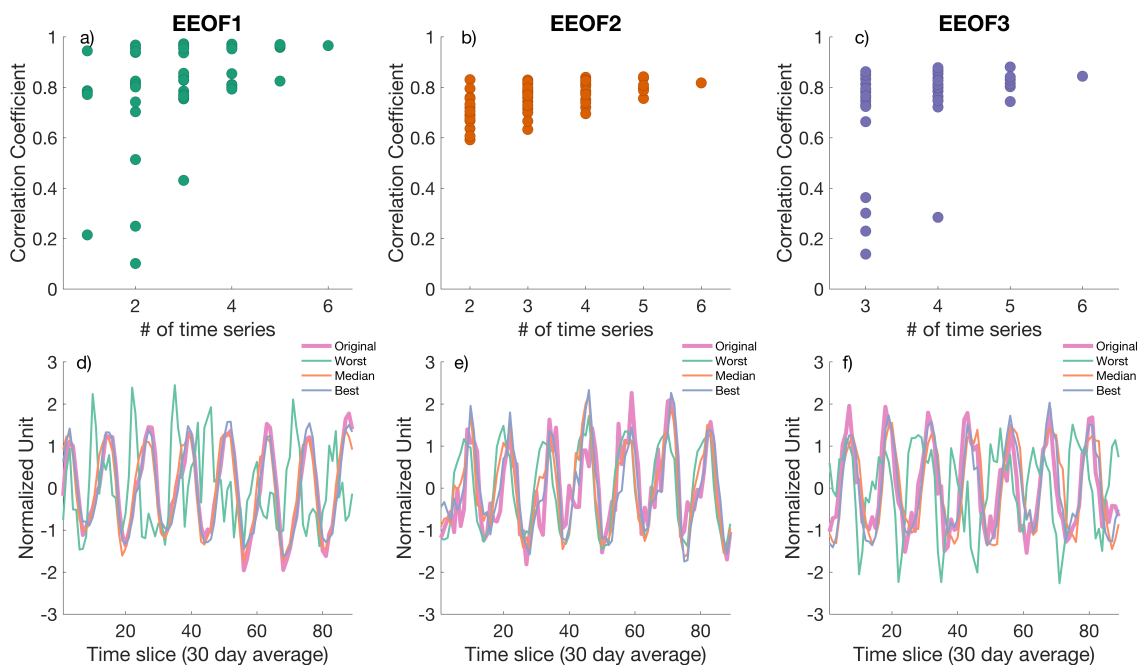 EEOF1
EEOF2
EEOF3
a)
b)
c)
1
0.8
0.6
0.4
0.2
0
1
0.8
0.6
0.4
0.2
0
1
0.8
0.6
0.4
0.2
0
Correlation Coefficient
Correlation Coefficient
Correlation Coefficient
2 4 6
2 3 4 5 6
3 4 5 6
# of time series
# of time series
# of time series
d)
Original
Worst
Median
Best
e)
Original
Worst
Median
Best
f)
Original
Worst
Median
Best
3
2
1
0
-1
-2
-3
3
2
1
0
-1
-2
-3
3
2
1
0
-1
-2
-3
Normalized Unit
Normalized Unit
Normalized Unit
20 40 60 80
20 40 60 80
20 40 60 80
Time slice (30 day average)
Time slice (30 day average)
Time slice (30 day average)